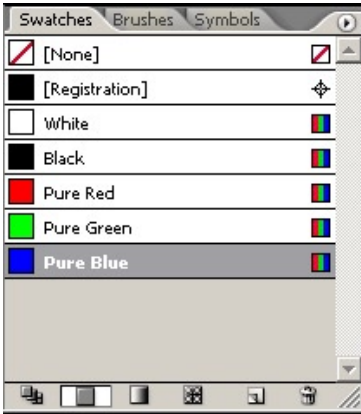 Swatches Brushes Symbols
[None]
[Registration]
White
Black
Pure Red
Pure Green
Pure Blue